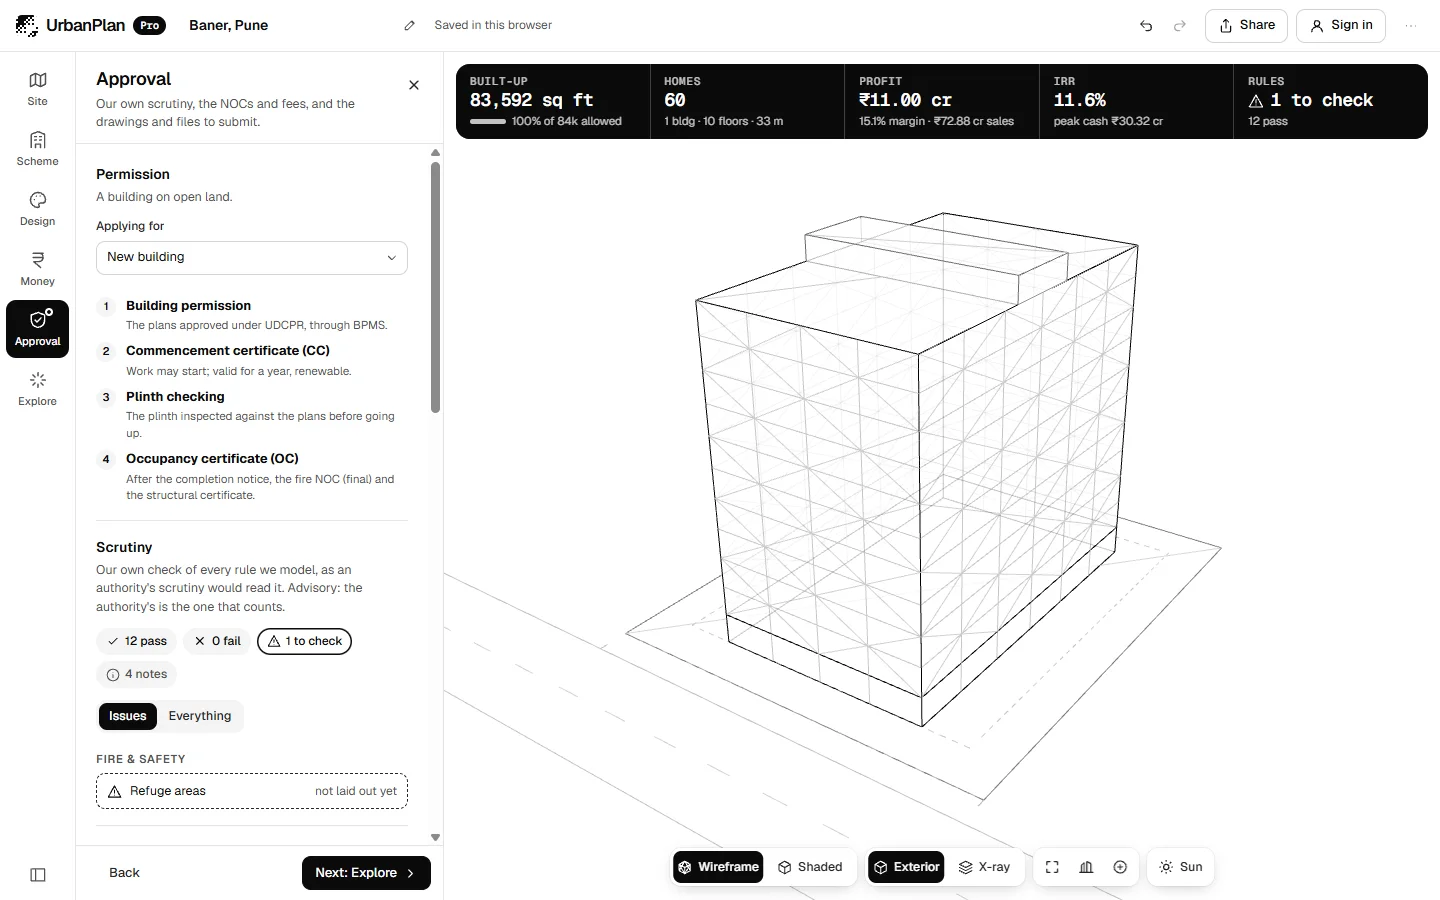 UrbanPlan Pro
Baner, Pune
Saved in this browser
Share
Sign in
Site
Scheme
Design
Money
Approval
Explore
Approval
Our own scrutiny, the NOCs and fees, and the
drawings and files to submit.
Permission
A building on open land.
Applying for
New building
1 Building permission
The plans approved under UDCPR, through BPMS.
2 Commencement certificate (CC)
Work may start; valid for a year, renewable.
3 Plinth checking
The plinth inspected against the plans before going
up.
4 Occupancy certificate (OC)
After the completion notice, the fire NOC (final) and
the structural certificate.
Scrutiny
Our own check of every rule we model, as an
authority's scrutiny would read it. Advisory: the
authority's is the one that counts.
12 pass
0 fail
1 to check
4 notes
Issues
Everything
FIRE & SAFETY
Refuge areas not laid out yet
Back
Next: Explore
BUILT-UP
83,592 sq ft
100% of 84k allowed
HOMES
60
1 bldg · 10 floors · 33 m
PROFIT
₹11.00 cr
15.1% margin · ₹72.88 cr sales
IRR
11.6%
peak cash ₹30.32 cr
RULES
1 to check
12 pass
Wireframe
Shaded
Exterior
X-ray
Sun